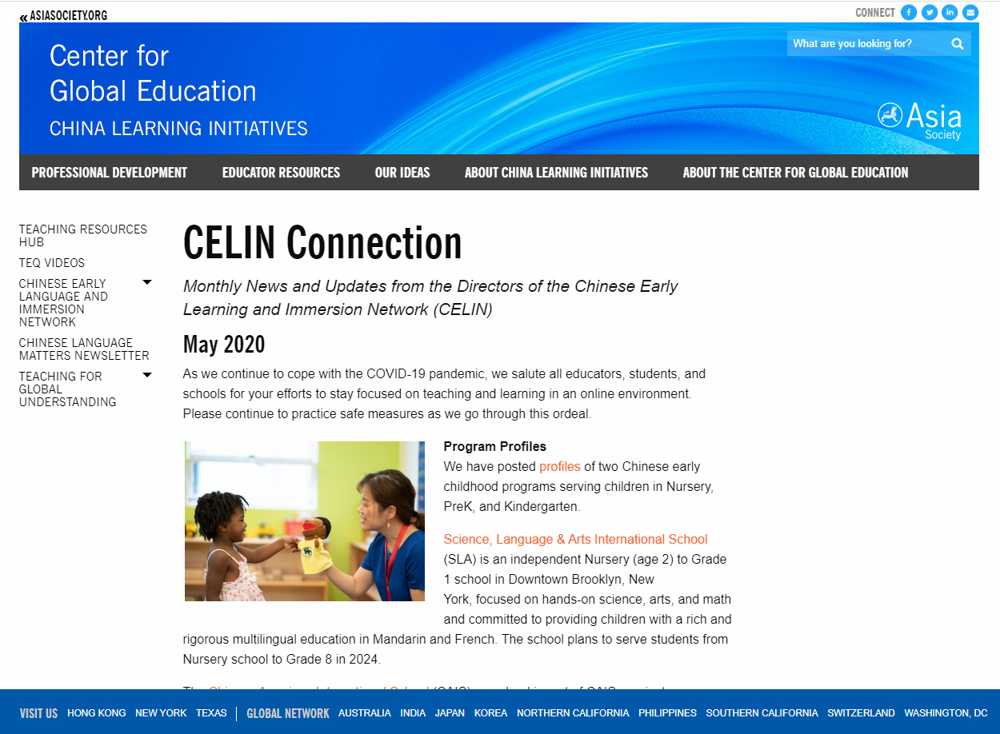 « ASIASOCIETY.ORG
CONNECT
What are you looking for?
Center for
Global Education
CHINA LEARNING INITIATIVES
Asia
Society
PROFESSIONAL DEVELOPMENT EDUCATOR RESOURCES OUR IDEAS ABOUT CHINA LEARNING INITIATIVES ABOUT THE CENTER FOR GLOBAL EDUCATION
TEACHING RESOURCES
HUB
TEQ VIDEOS
CHINESE EARLY
LANGUAGE AND
IMMERSION
NETWORK
CHINESE LANGUAGE
MATTERS NEWSLETTER
TEACHING FOR
GLOBAL
UNDERSTANDING
CELIN Connection
Monthly News and Updates from the Directors of the Chinese Early
Learning and Immersion Network (CELIN)
May 2020
As we continue to cope with the COVID-19 pandemic, we salute all educators, students, and
schools for your efforts to stay focused on teaching and learning in an online environment.
Please continue to practice safe measures as we go through this ordeal.
Program Profiles
We have posted profiles of two Chinese early
childhood programs serving children in Nursery,
PreK, and Kindergarten.
Science, Language & Arts International School
(SLA) is an independent Nursery (age 2) to Grade
1 school in Downtown Brooklyn, New
York, focused on hands-on science, arts, and math
and committed to providing children with a rich and
rigorous multilingual education in Mandarin and French. The school plans to serve students from
Nursery school to Grade 8 in 2024.
VISIT US HONG KONG NEW YORK TEXAS | GLOBAL NETWORK AUSTRALIA INDIA JAPAN KOREA NORTHERN CALIFORNIA PHILIPPINES SOUTHERN CALIFORNIA SWITZERLAND WASHINGTON, DC